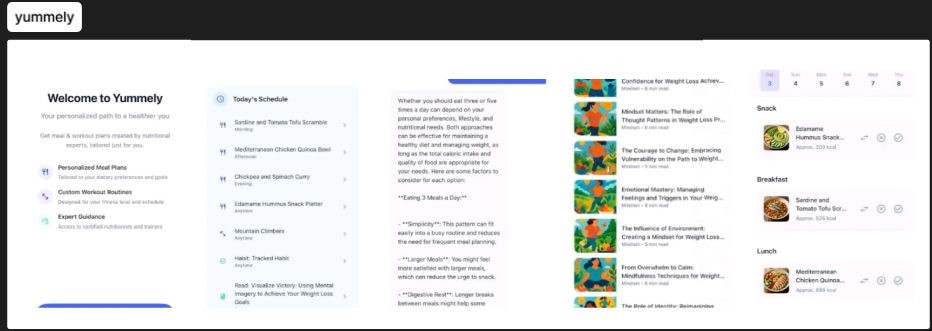 yummely
Welcome to Yummely
Your personalized path to a healthier you
Get meal & workout plans created by nutritional
experts, tailored just for you.
Personalized Meal Plans
Tailored to your dietary preferences and goals
Custom Workout Routines
Designed for your fitness level and schedule
Expert Guidance
Access to certified nutritionists and trainers
Today's Schedule
Sardine and Tomato Tofu Scramble
Morning
Mediterranean Chicken Quinoa Bowl
Afternoon
Chickpea and Spinach Curry
Evening
Edamame Hummus Snack Platter
Anytime
Mountain Climbers
Anytime
Habit: Tracked Habit
Anytime
Read: Visualize Victory: Using Mental
Imagery to Achieve Your Weight Loss
Goals
Whether you should eat three or five
times a day can depend on your
personal preferences, lifestyle, and
nutritional needs. Both approaches
can be effective for maintaining a
healthy diet and managing weight, as
long as the total caloric intake and
quality of food are appropriate for
your needs. Here are some factors to
consider for each option:
**Eating 3 Meals a Day:**
- **Simplicity**: This pattern can fit
easily into a busy routine and reduces
the need for frequent meal planning.
- **Larger Meals**: You might feel
more satisfied with larger meals,
which can reduce the urge to snack.
- **Digestive Rest**: Longer breaks
between meals might help some
Confidence for Weight Loss Achiev...
Mindset • 6 min read
Mindset Matters: The Role of
Thought Patterns in Weight Loss Pr...
Mindset • 6 min read
The Courage to Change: Embracing
Vulnerability on the Path to Weight...
Mindset • 5 min read
Emotional Mastery: Managing
Feelings and Triggers in Your Weig...
Mindset • 6 min read
The Influence of Environment:
Creating a Mindset for Weight Loss...
Mindset • 5 min read
From Overwhelm to Calm:
Mindfulness Techniques for Weight...
Mindset • 5 min read
The Role of Identity: Reimagining
Sat Sun Mon Tue Wed Thu
3 4 5 6 7 8
Snack
Edamame
Hummus Snack...
Approx. 300 kcal
Breakfast
Sardine and
Tomato Tofu Scr...
Approx. 526 kcal
Lunch
Mediterranean
Chicken Quinoa...
Approx. kcal